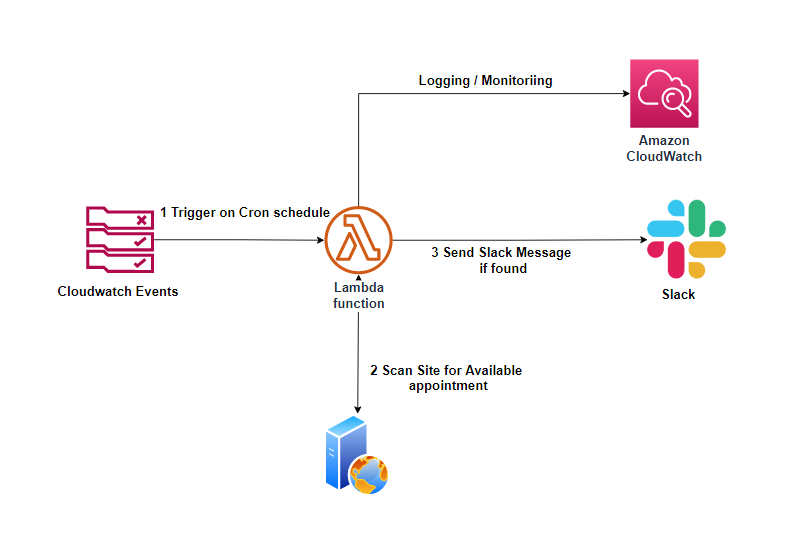 Logging / Monitoriing
Amazon
CloudWatch
1 Trigger on Cron schedule
Cloudwatch Events
Lambda
function
3 Send Slack Message
if found
Slack
2 Scan Site for Available
appointment